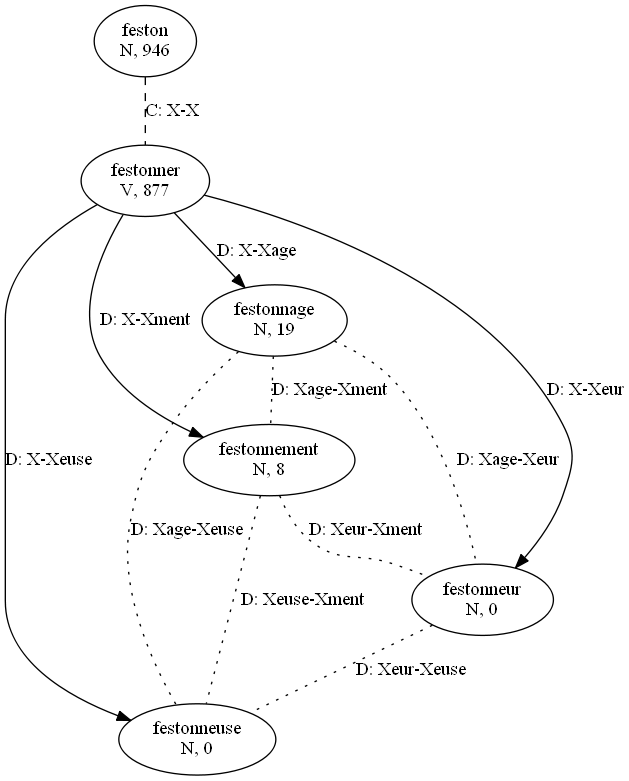 feston
N, 946
C: X-X
festonner
V, 877
D: X-Xage
festonnage
N, 19
D: X-Xment
D: X-Xeur
D: Xage-Xment
festonnement
N, 8
D: X-Xeuse
D: Xage-Xeur
D: Xage-Xeuse
D: Xeur-Xment
D: Xeuse-Xment
festonneur
N, 0
D: Xeur-Xeuse
festonneuse
N, 0